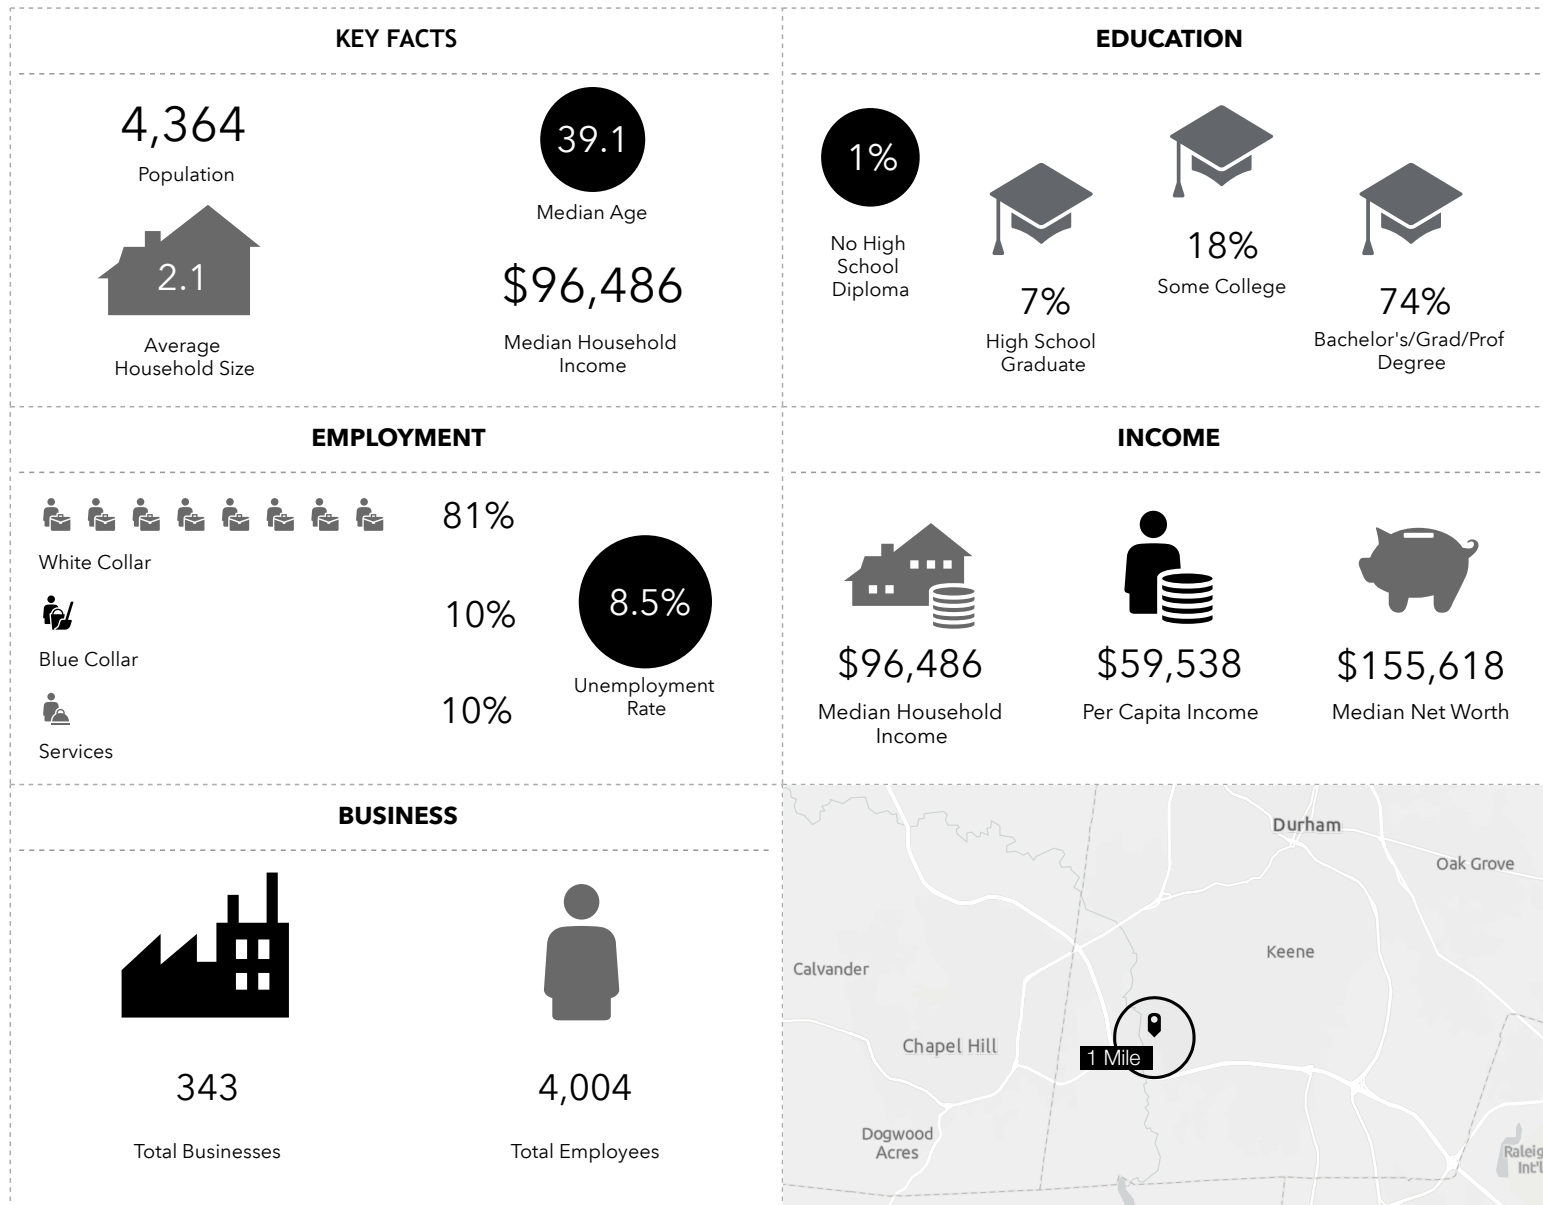 KEY FACTS
4,364
Population
39.1
Median Age
2.1
Average
Household Size
$96,486
Median Household
Income
EDUCATION
1%
No High
School
Diploma
7%
High School
Graduate
18%
Some College
74%
Bachelor's/Grad/Prof
Degree
EMPLOYMENT
81%
White Collar
10%
Blue Collar
10%
Services
8.5%
Unemployment
Rate
INCOME
$96,486
Median Household
Income
$59,538
Per Capita Income
$155,618
Median Net Worth
BUSINESS
343
Total Businesses
4,004
Total Employees
Durham
Oak Grove
Keene
Calvander
Chapel Hill
1 Mile
Dogwood
Acres
Raleig
Int'l